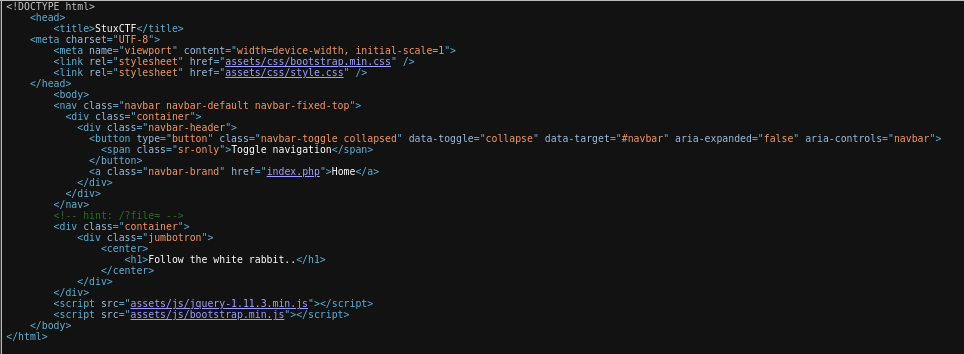 <!DOCTYPE html>
<head>
<title>StuxCTF</title>
<meta charset="UTF-8">
<meta name="viewport" content="width=device-width, initial-scale=1">
<link rel="stylesheet" href="assets/css/bootstrap.min.css" />
<link rel="stylesheet" href="assets/css/style.css" />
</head>
<body>
<nav class="navbar navbar-default navbar-fixed-top">
<div class="container">
<div class="navbar-header">
<button type="button" class="navbar-toggle collapsed" data-toggle="collapse" data-target="#navbar" aria-expanded="false" aria-controls="navbar">
<span class="sr-only">Toggle navigation</span>
</button>
<a class="navbar-brand" href="index.php">Home</a>
</div>
</div>
</nav>
<!-- hint: /?file= -->
<div class="container">
<div class="jumbotron">
<center>
<h1>Follow the white rabbit..</h1>
</center>
</div>
</div>
<script src="assets/js/jquery-1.11.3.min.js"></script>
<script src="assets/js/bootstrap.min.js"></script>
</body>
</html>